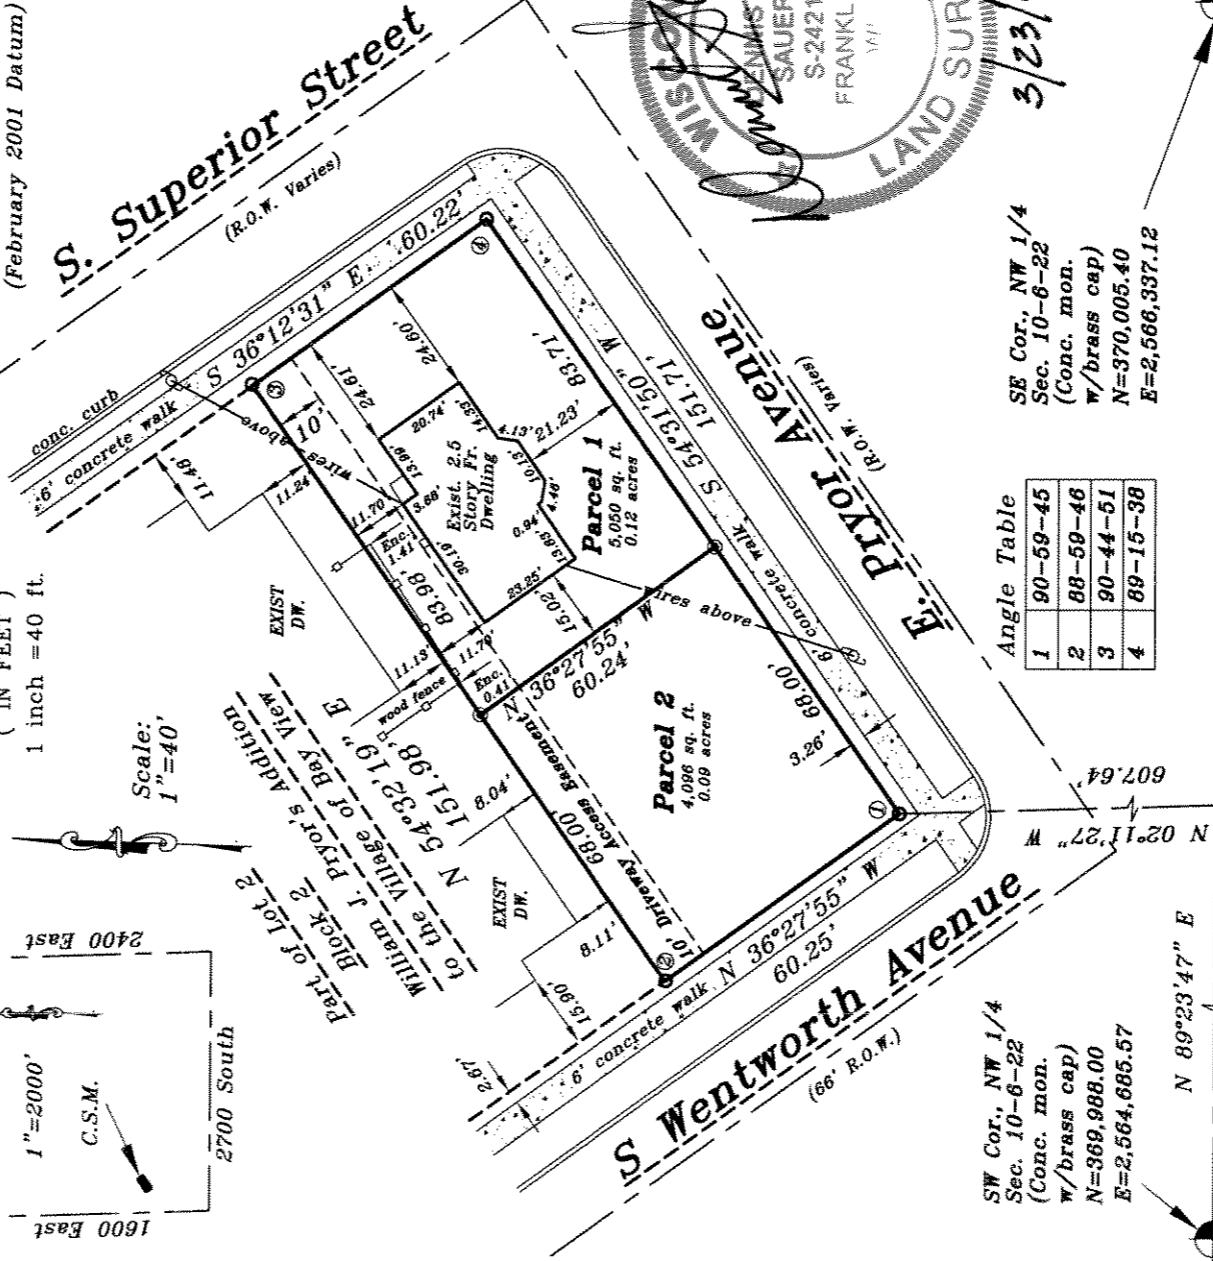 (February 2001 Datum)
( IN FEET )
1 inch =40 ft.
Scale:
1"=40'
2400 East
1"=2000'
C.S.M.
2700 South
1600 East
S. Superior Street
(R.O.W. Varies)
conc. curb
6' concrete walk
S 36°12'31" E
60.22'
wires above
10'
11.48'
11.24'
11.70
24.61'
24.60'
20.74'
13.99'
14.33'
4.13'
10.13'
4.46'
21.23'
3.88'
0.94'
13.83'
30.19'
23.25'
15.02'
Exist. 2.5
Story Fr.
Dwelling
Enc.
1.41
83.98'
11.13'
11.79'
wood fence
Enc.
0.41
EXIST
DW.
Parcel 1
5,050 sq. ft.
0.12 acres
83.71'
S 54°31'50" W
151.71'
E. Pryor Avenue
(R.O.W. Varies)
6' concrete walk
wires above
N 36°27'55" W
60.24'
Part of Lot 2
Block 2
William J. Pryor's Addition
to the Village of Bay View
N 54°32'19" E
151.98'
8.04'
EXIST
DW.
68.00'
10' Driveway Access Easement
Parcel 2
4,096 sq. ft.
0.09 acres
68.00'
3.26'
8.11'
15.90'
2.67'
6' concrete walk
N 36°27'55" W
60.25'
S Wentworth Avenue
(66' R.O.W.)
1
2
3
4
N 02°11'27" W
607.64'
Angle Table
1 90-59-45
2 88-59-46
3 90-44-51
4 89-15-38
SW Cor., NW 1/4
Sec. 10-6-22
(Conc. mon.
w/brass cap)
N=369,988.00
E=2,564,685.57
N 89°23'47" E
SE Cor., NW 1/4
Sec. 10-6-22
(Conc. mon.
w/brass cap)
N=370,005.40
E=2,566,337.12
DENNIS
SAUER
S-2421
LAND SUR
3/23/